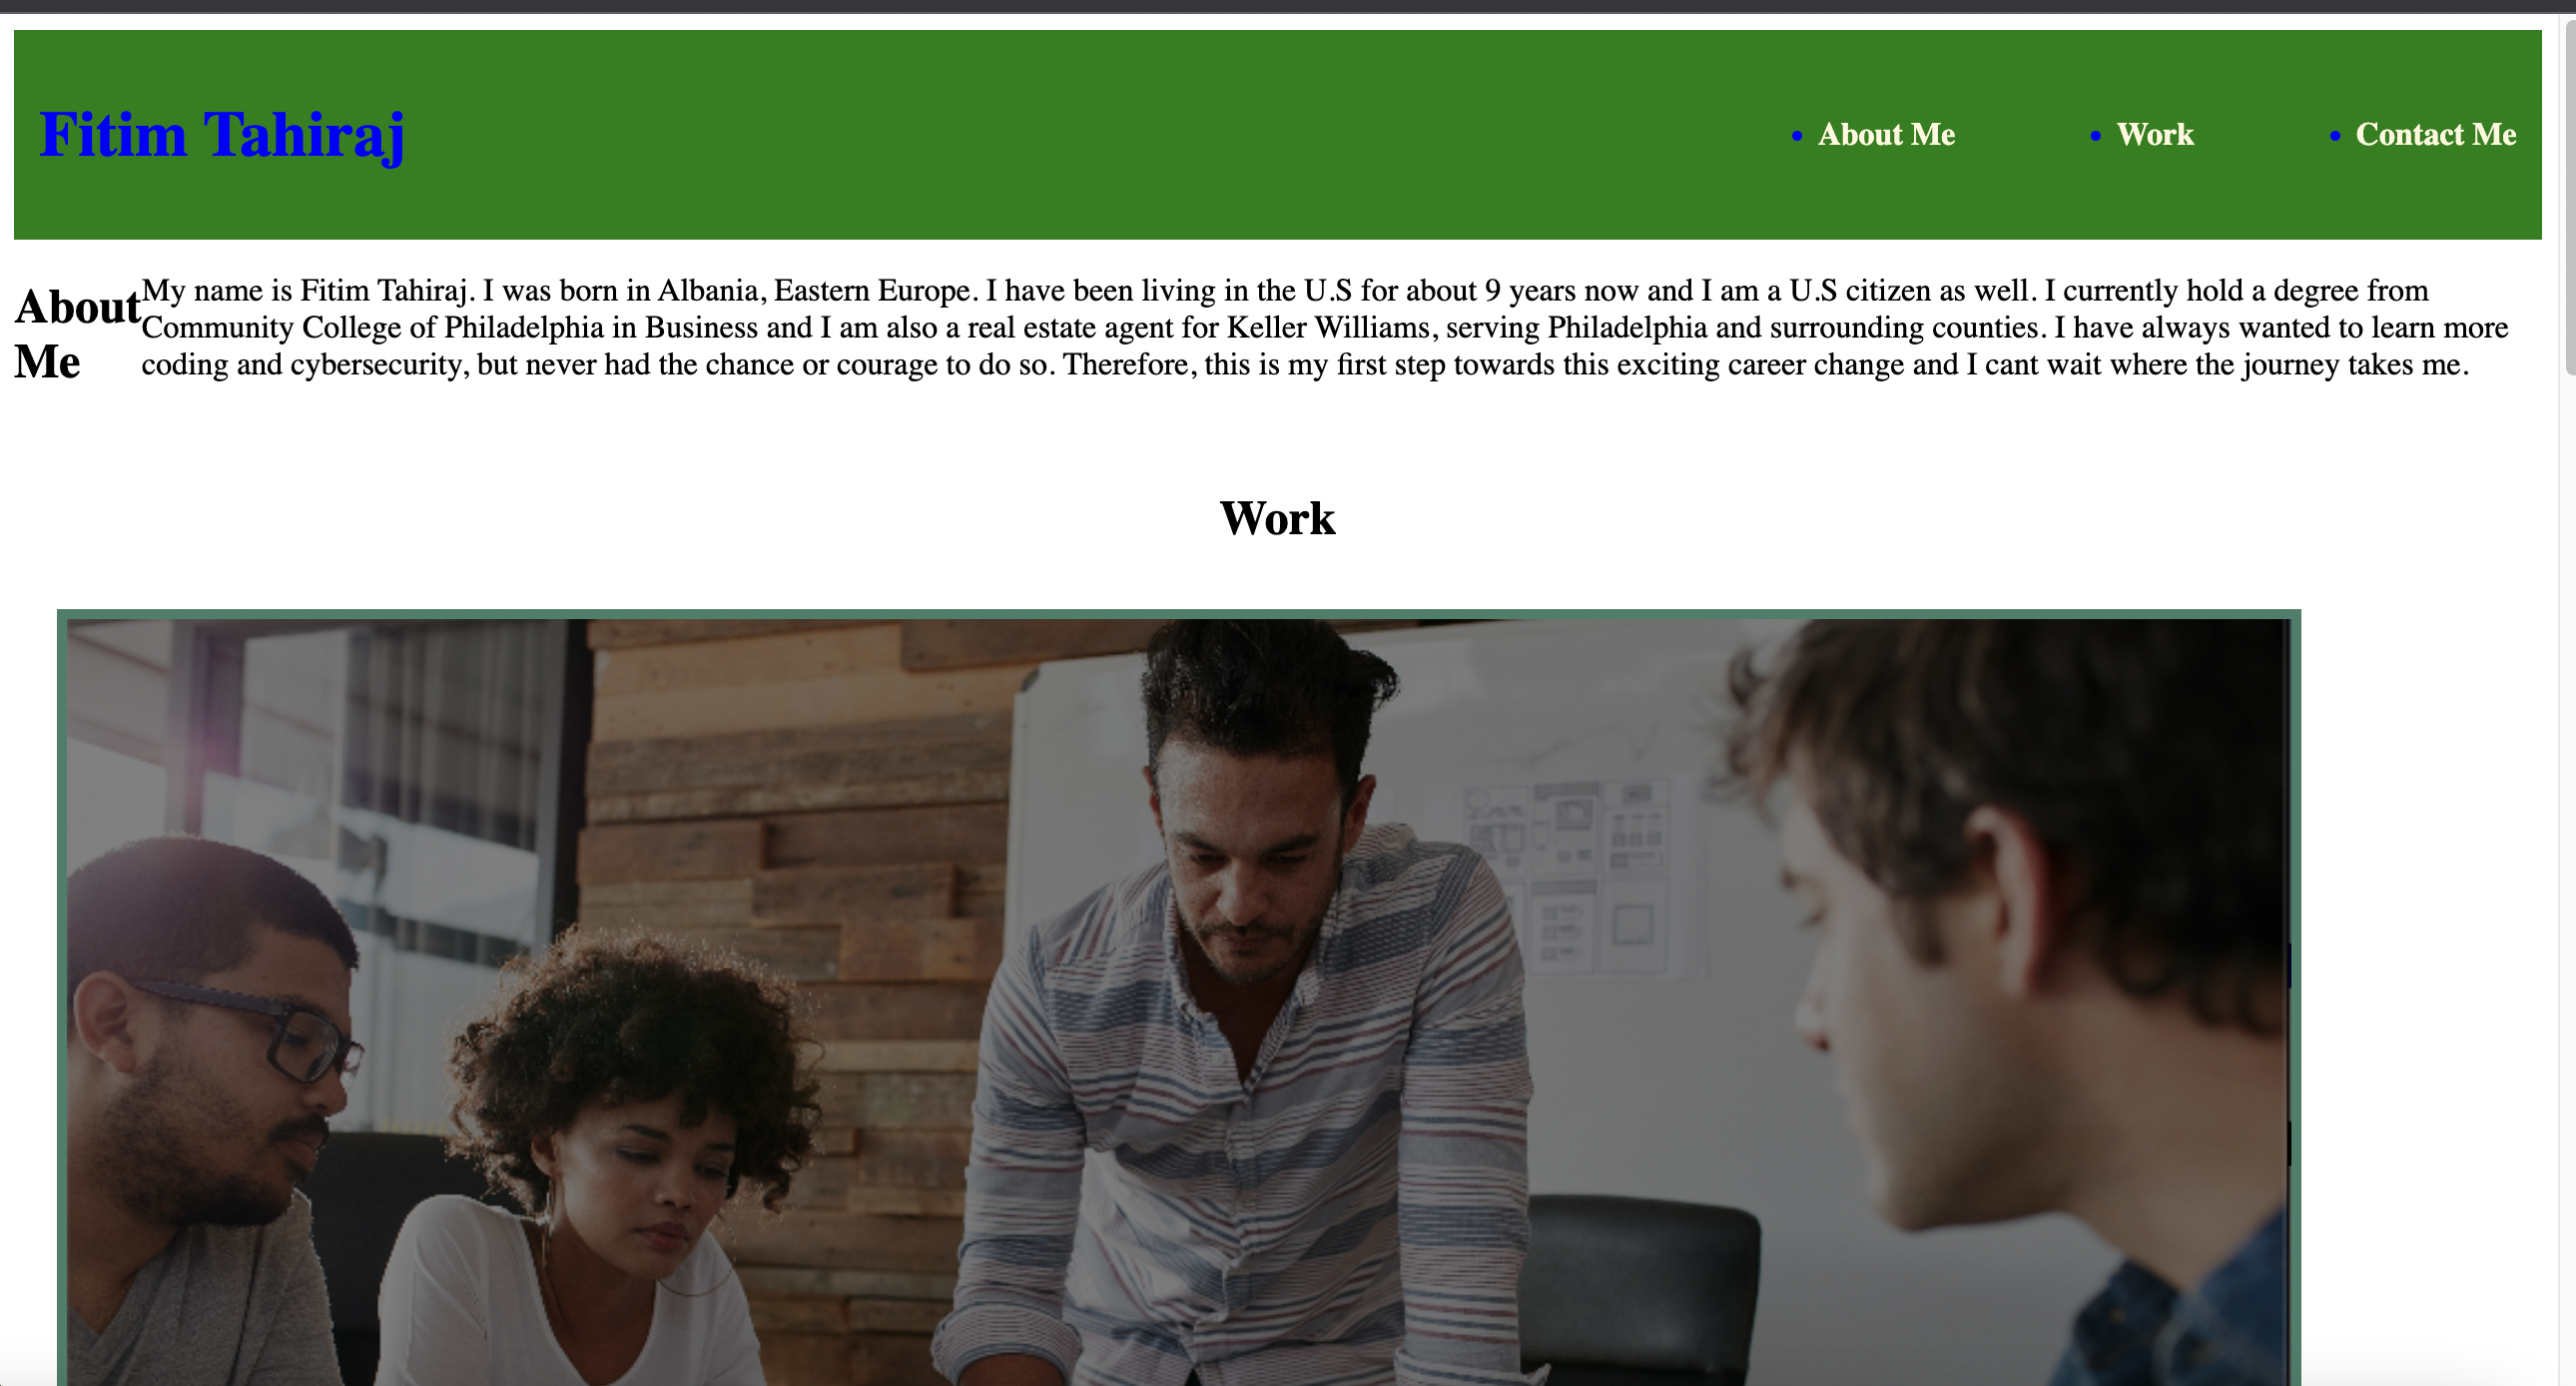 Fitim Tahiraj
• About Me
• Work
• Contact Me
About
Me
My name is Fitim Tahiraj. I was born in Albania, Eastern Europe. I have been living in the U.S for about 9 years now and I am a U.S citizen as well. I currently hold a degree from
Community College of Philadelphia in Business and I am also a real estate agent for Keller Williams, serving Philadelphia and surrounding counties. I have always wanted to learn more
coding and cybersecurity, but never had the chance or courage to do so. Therefore, this is my first step towards this exciting career change and I cant wait where the journey takes me.
Work